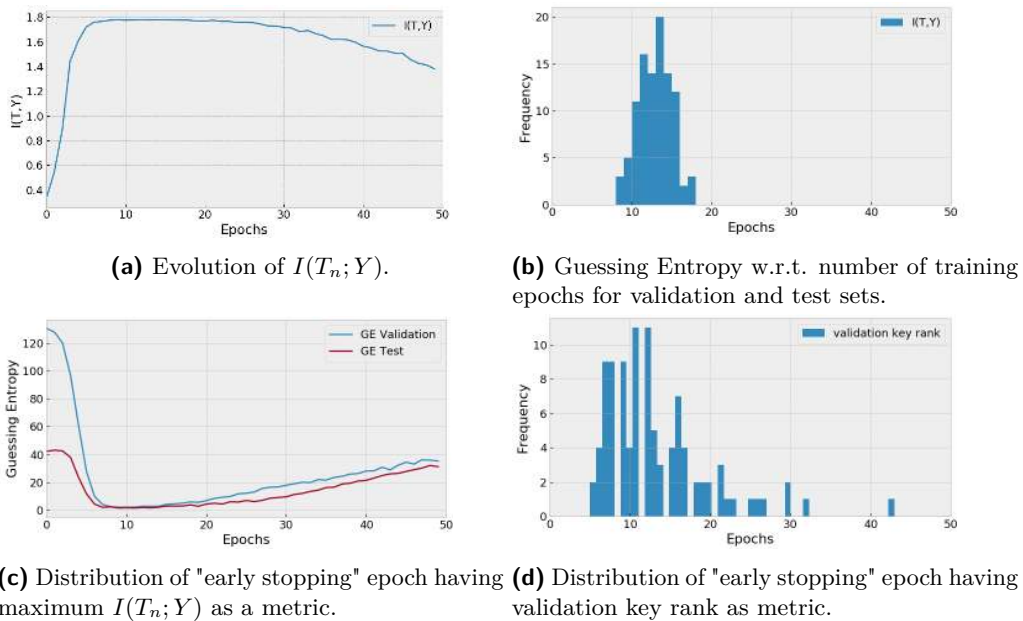 1.8
1.6
1.4
1.2
1.0
0.8
0.6
0.4
I(T,Y)
I(T,Y)
0 10 20 30 40 50
Epochs
(a) Evolution of I(Tₙ; Y).
20
15
10
5
0
Frequency
I(T,Y)
0 10 20 30 40 50
Epochs
(b) Guessing Entropy w.r.t. number of training
epochs for validation and test sets.
120
100
80
60
40
20
0
Guessing Entropy
GE Validation
GE Test
0 10 20 30 40 50
Epochs
(c) Distribution of "early stopping" epoch having
maximum I(Tₙ; Y) as a metric.
10
8
6
4
2
0
Frequency
validation key rank
0 10 20 30 40 50
Epochs
(d) Distribution of "early stopping" epoch having
validation key rank as metric.